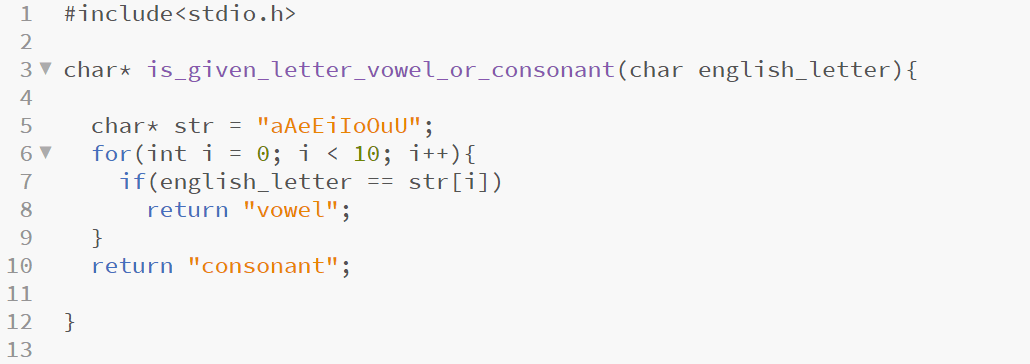 1 #include<stdio.h>
2
3 ▼ char* is_given_letter_vowel_or_consonant(char english_letter){
4
5 char* str = "aAeEiIoOuU";
6 ▼ for(int i = 0; i < 10; i++){
7 if(english_letter == str[i])
8 return "vowel";
9 }
10 return "consonant";
11
12 }
13